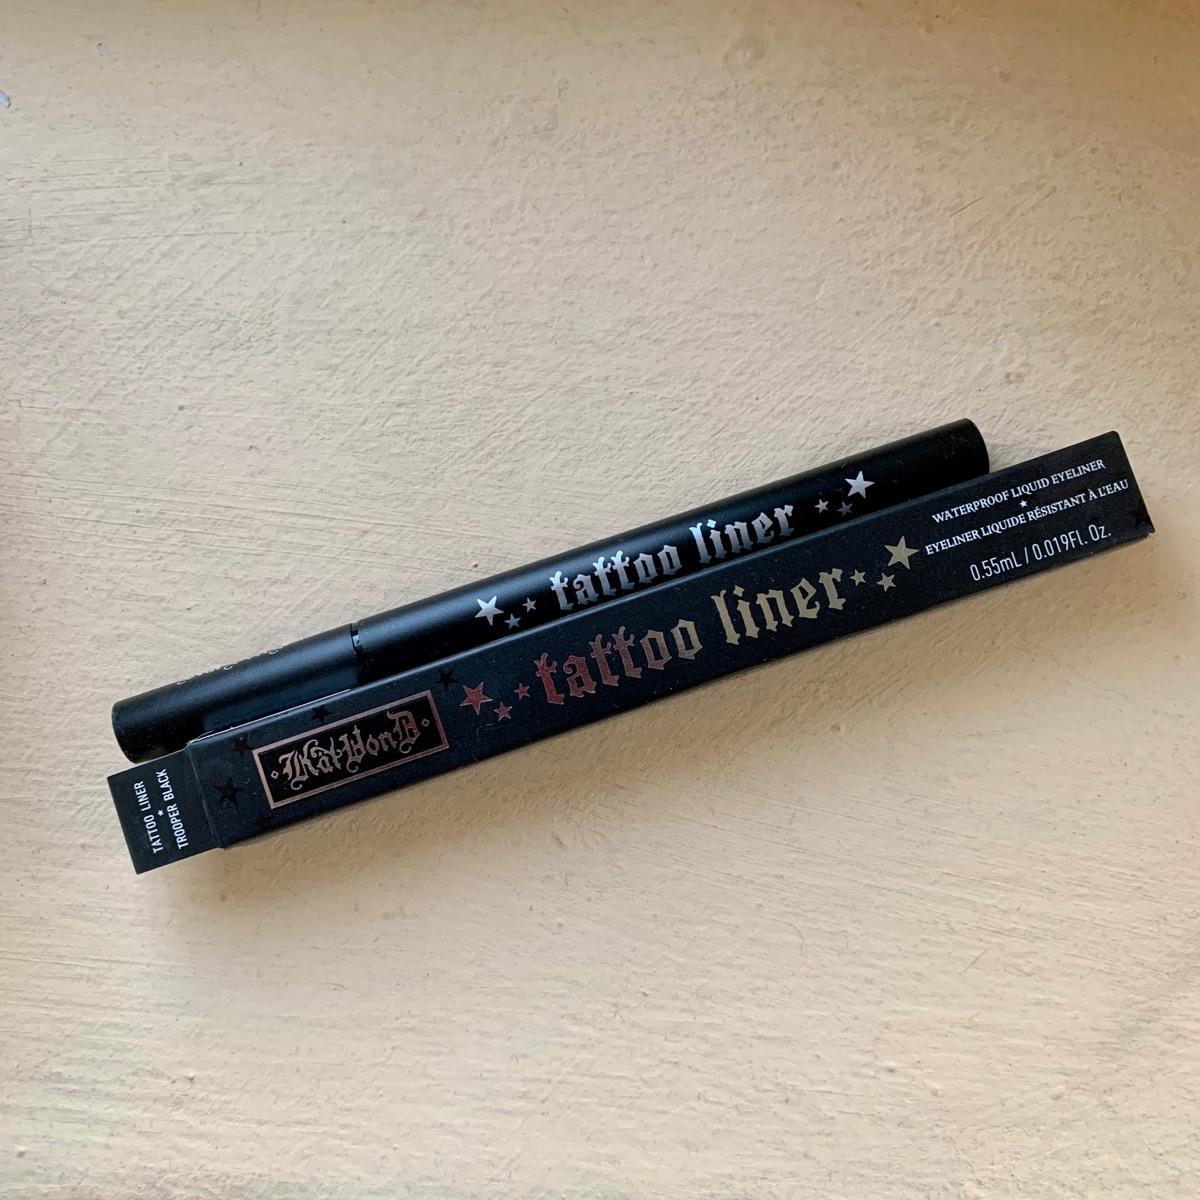 tattoo liner
Kat Von D
tattoo liner
WATERPROOF LIQUID EYELINER
EYELINER LIQUIDE RÉSISTANT À L'EAU
0.55mL / 0.019Fl. Oz.
TATTOO LINER
TROOPER BLACK